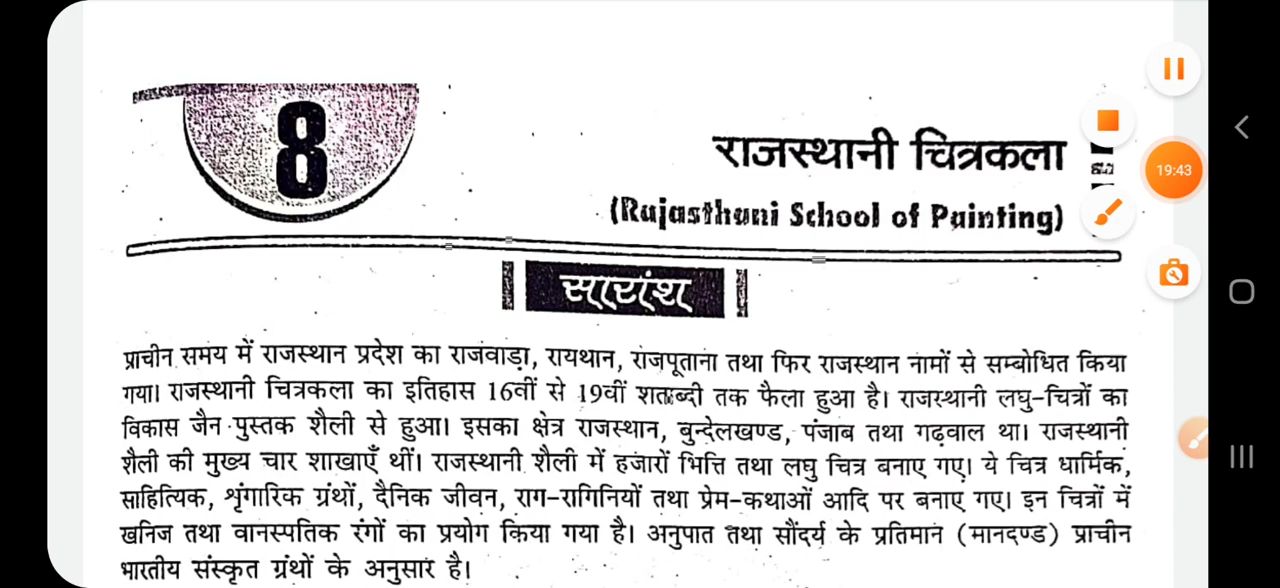 8
राजस्थानी चित्रकला
(Rajasthani School of Painting)
19:43
सारांश
प्राचीन समय में राजस्थान प्रदेश का राजवाड़ा, रायथान, राजपूताना तथा फिर राजस्थान नामों से सम्बोधित किया
गया। राजस्थानी चित्रकला का इतिहास 16वीं से 19वीं शताब्दी तक फैला हुआ है। राजस्थानी लघु-चित्रों का
विकास जैन पुस्तक शैली से हुआ। इसका क्षेत्र राजस्थान, बुन्देलखण्ड, पंजाब तथा गढ़वाल था। राजस्थानी
शैली की मुख्य चार शाखाएँ थीं। राजस्थानी शैली में हजारों भित्ति तथा लघु चित्र बनाए गए। ये चित्र धार्मिक,
साहित्यिक, शृंगारिक ग्रंथों, दैनिक जीवन, राग-रागिनियों तथा प्रेम-कथाओं आदि पर बनाए गए। इन चित्रों में
खनिज तथा वानस्पतिक रंगों का प्रयोग किया गया है। अनुपात तथा सौंदर्य के प्रतिमान (मानदण्ड) प्राचीन
भारतीय संस्कृत ग्रंथों के अनुसार है।